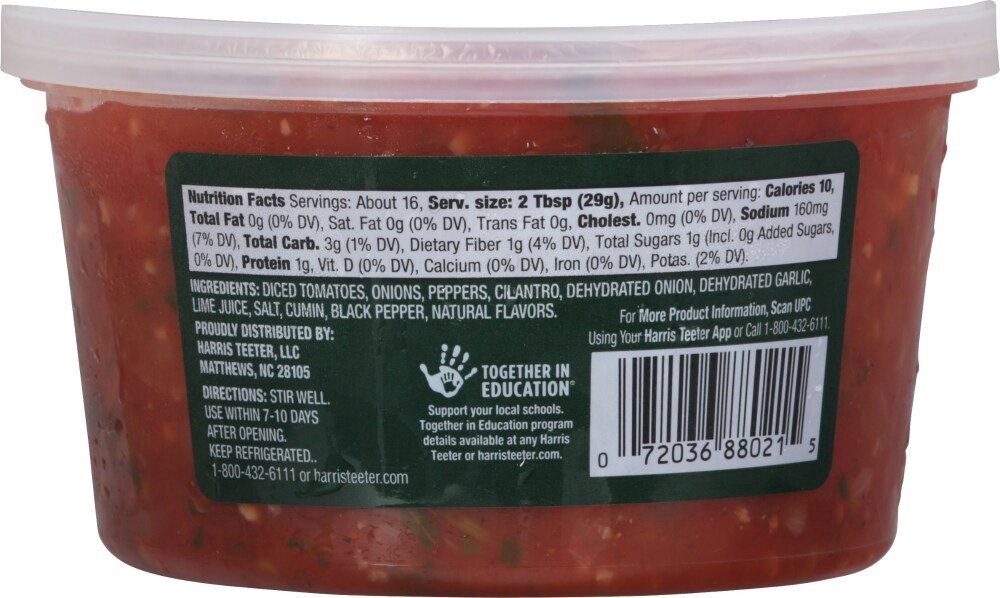 Nutrition Facts Servings: About 16, Serv. size: 2 Tbsp (29g), Amount per serving: Calories 10,
Total Fat 0g (0% DV), Sat. Fat 0g (0% DV), Trans Fat 0g, Cholest. 0mg (0% DV), Sodium 160mg
(7% DV), Total Carb. 3g (1% DV), Dietary Fiber 1g (4% DV), Total Sugars 1g (Incl. 0g Added Sugars,
0% DV), Protein 1g, Vit. D (0% DV), Calcium (0% DV), Iron (0% DV), Potas. (2% DV).
INGREDIENTS: DICED TOMATOES, ONIONS, PEPPERS, CILANTRO, DEHYDRATED ONION, DEHYDRATED GARLIC,
LIME JUICE, SALT, CUMIN, BLACK PEPPER, NATURAL FLAVORS.
PROUDLY DISTRIBUTED BY:
HARRIS TEETER, LLC
MATTHEWS, NC 28105
DIRECTIONS: STIR WELL.
USE WITHIN 7-10 DAYS
AFTER OPENING.
KEEP REFRIGERATED..
1-800-432-6111 or harristeeter.com
TOGETHER IN
EDUCATION®
Support your local schools.
Together in Education program
details available at any Harris
Teeter or harristeeter.com.
For More Product Information, Scan UPC
Using Your Harris Teeter App or Call 1-800-432-6111.
0 72036 88021 5